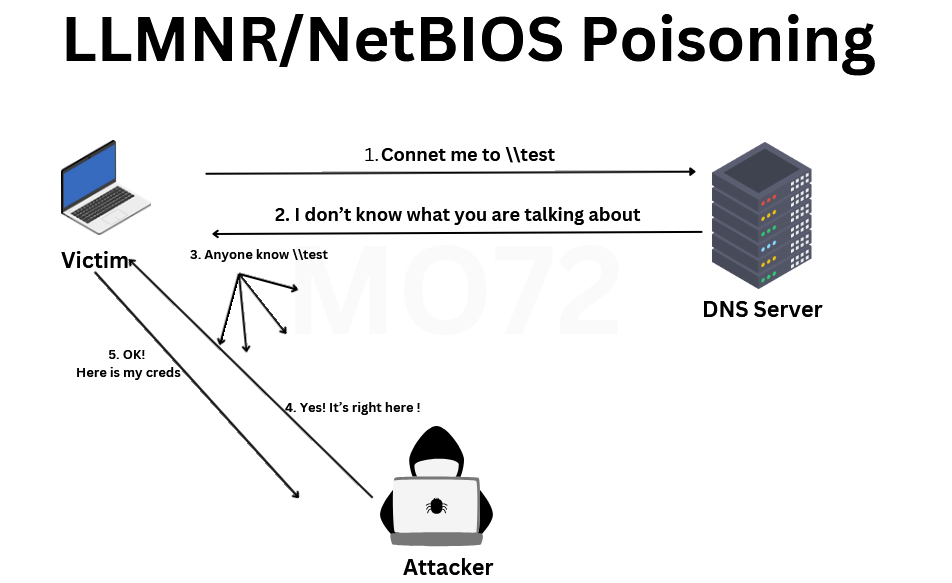 LLMNR/NetBIOS Poisoning
1. Connet me to \\test
2. I don’t know what you are talking about
Victim
3. Anyone know \\test
MO72
DNS Server
5. OK!
Here is my creds
4. Yes! It’s right here !
Attacker